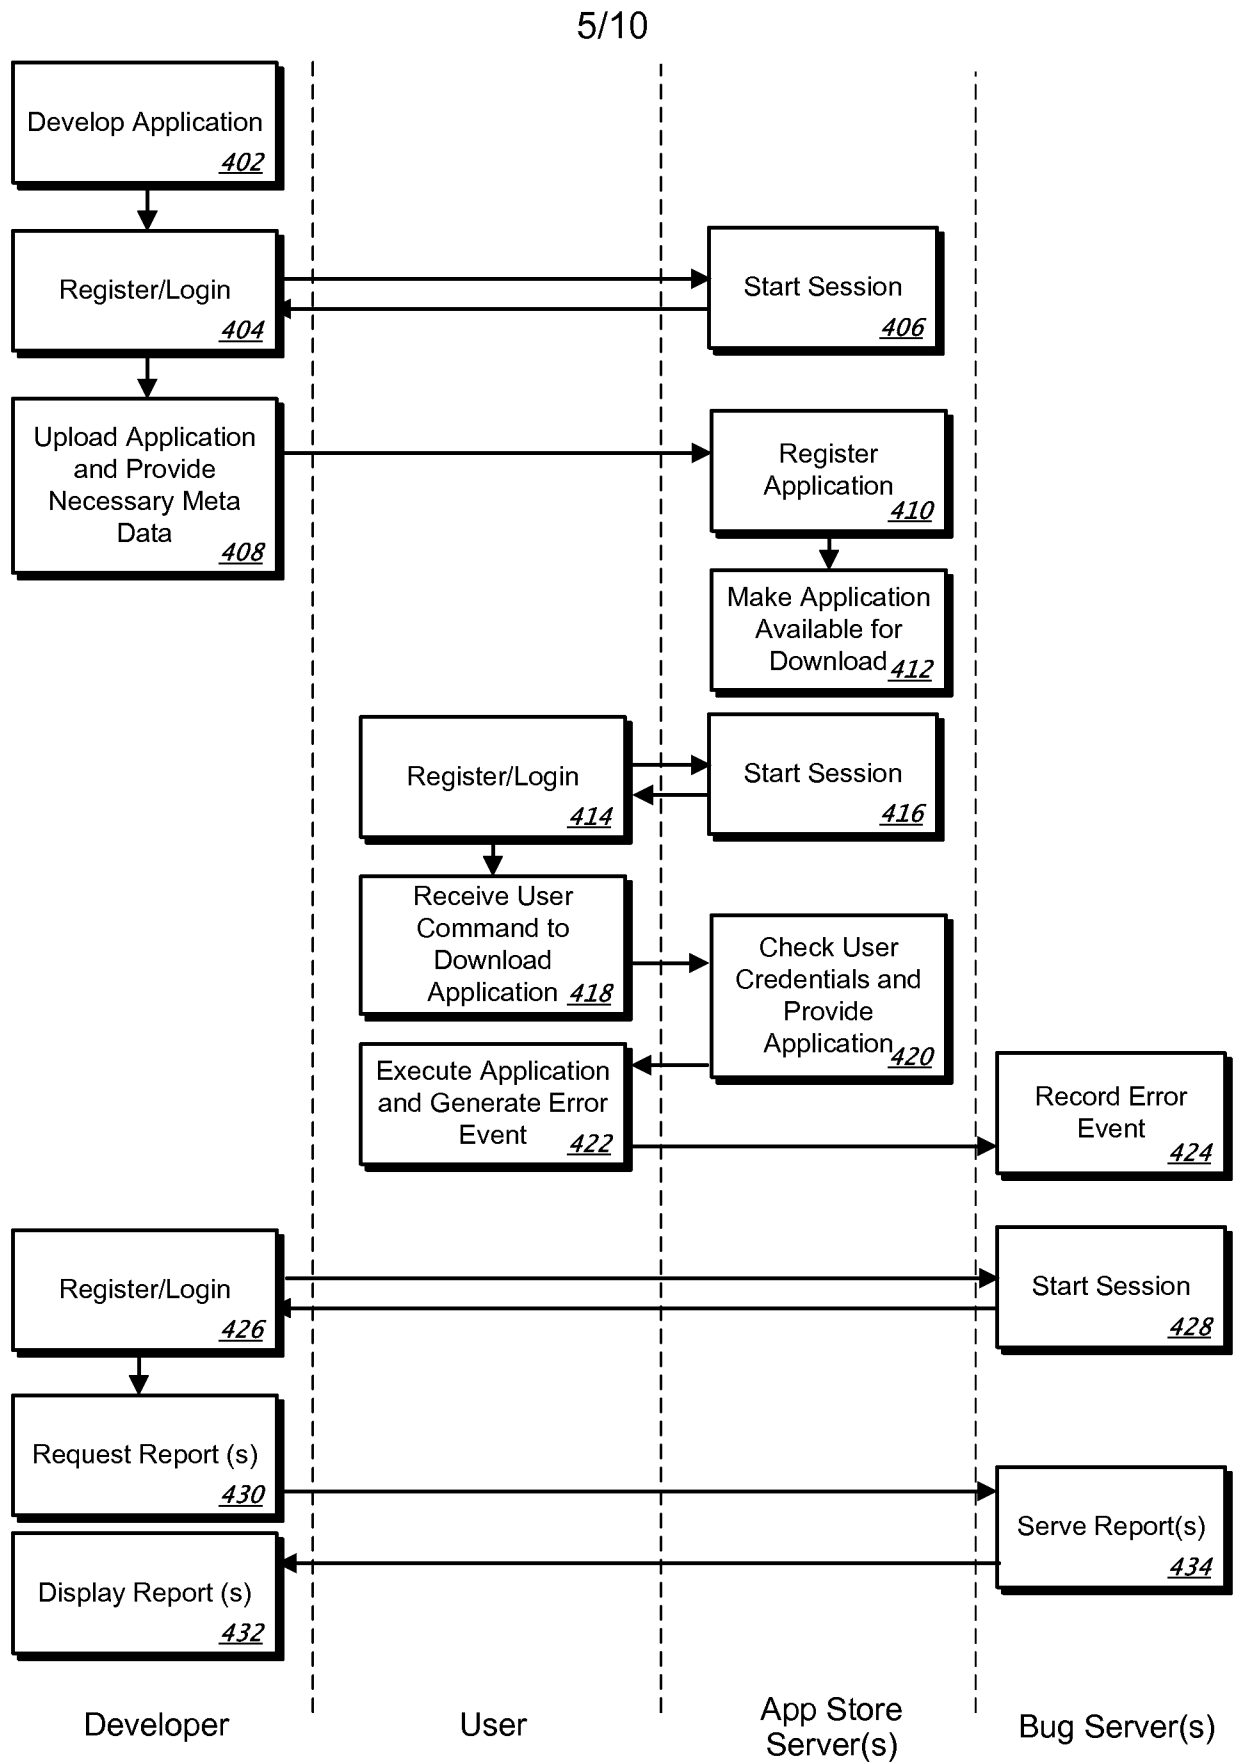 5/10
Develop Application
402
Register/Login
404
Start Session
406
Upload Application
and Provide
Necessary Meta
Data
408
Register
Application
410
Make Application
Available for
Download
412
Register/Login
414
Start Session
416
Receive User
Command to
Download
Application
418
Check User
Credentials and
Provide
Application
420
Execute Application
and Generate Error
Event
422
Record Error
Event
424
Register/Login
426
Start Session
428
Request Report (s)
430
Serve Report(s)
434
Display Report (s)
432
Developer
User
App Store
Server(s)
Bug Server(s)